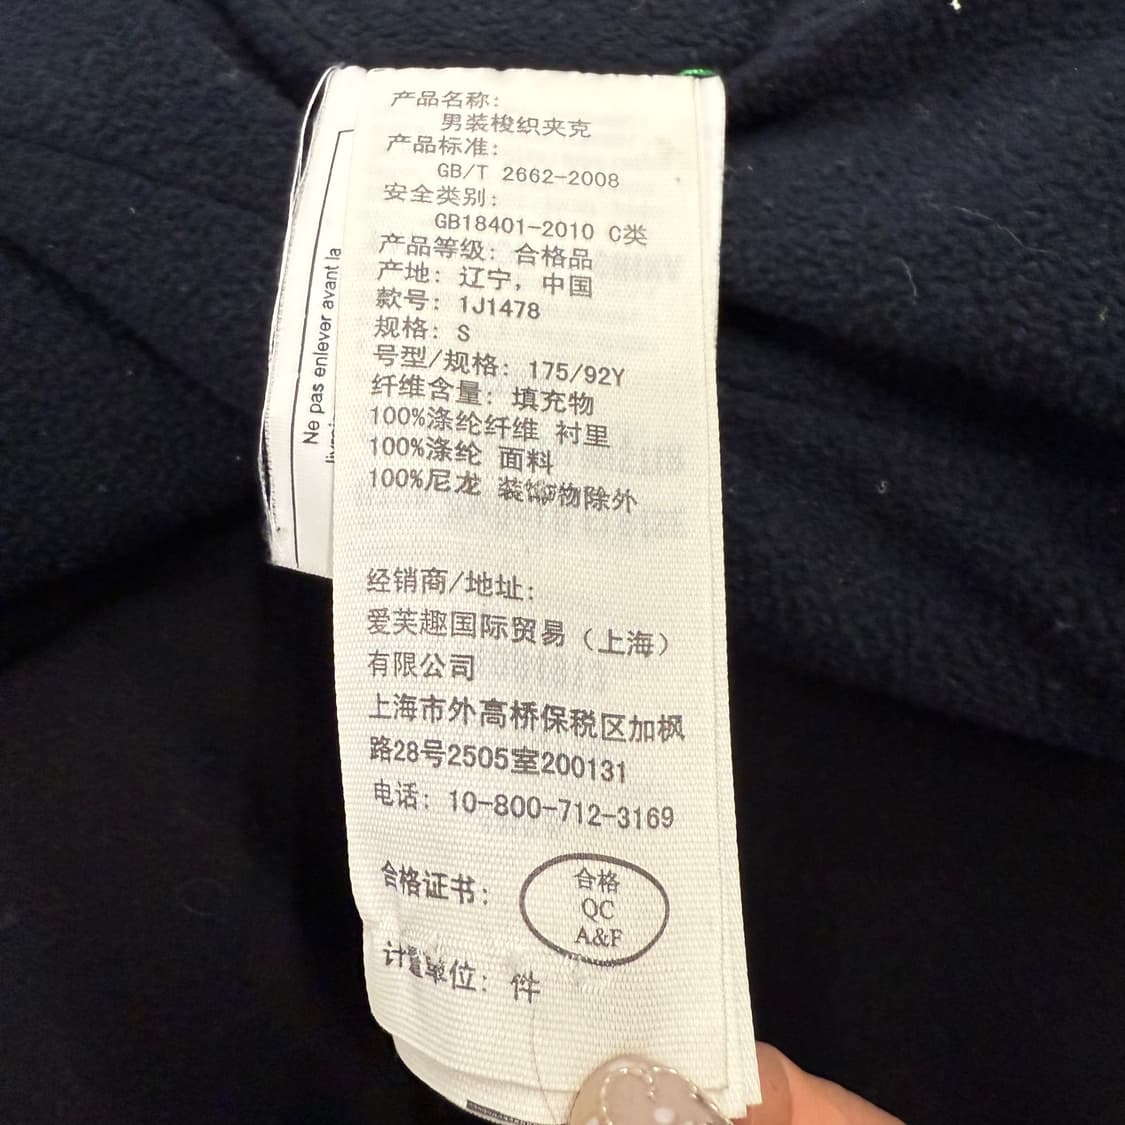 产品名称:
男装梭织夹克
产品标准:
GB/T 2662-2008
安全类别:
GB18401-2010 C类
产品等级: 合格品
产地: 辽宁, 中国
款号: 1J1478
规格: S
号型/规格: 175/92Y
纤维含量: 填充物
100%涤纶纤维 衬里
100%涤纶 面料
100%尼龙 装饰物除外
经销商/地址:
爱芙趣国际贸易（上海）
有限公司
上海市外高桥保税区加枫
路28号2505室200131
电话: 10-800-712-3169
合格证书:
合格
QC
A&F
计量单位: 件
Ne pas enlever avant la